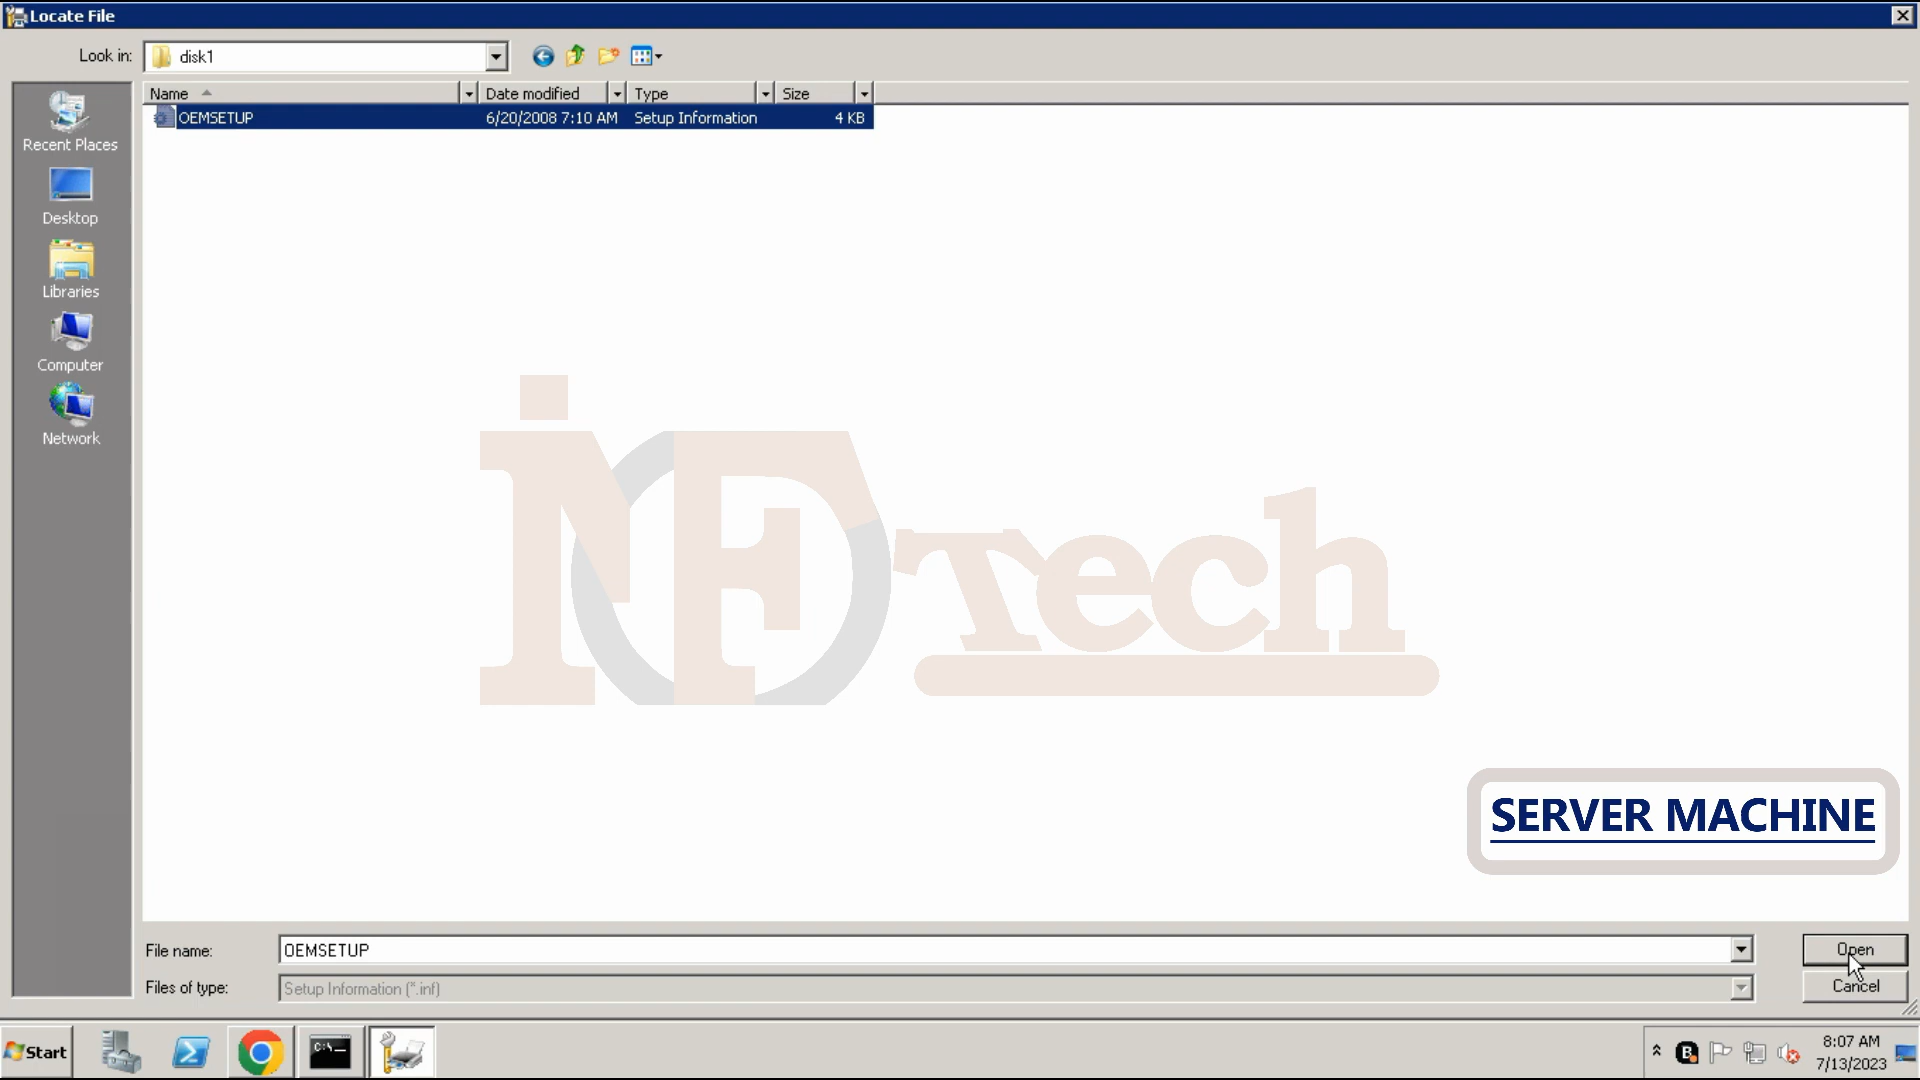 Locate File
Look in: disk1
Name Date modified Type Size
OEMSETUP 6/20/2008 7:10 AM Setup Information 4 KB
Recent Places
Desktop
Libraries
Computer
Network
iNFOTech
SERVER MACHINE
File name: OEMSETUP Open
Files of type: Setup Information (*.inf) Cancel
Start
C:\
B
8:07 AM
7/13/2023